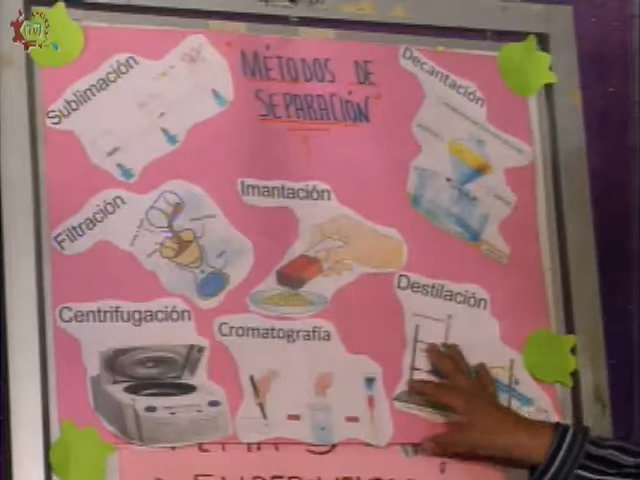 MÉTODOS DE
SEPARACIÓN
Sublimación
Decantación
Filtración
Imantación
Centrifugación
Cromatografía
Destilación